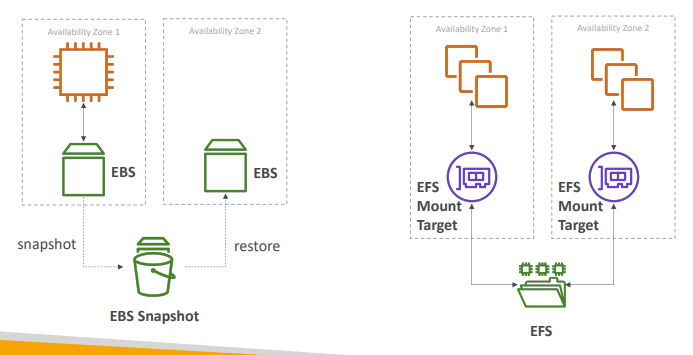 Availability Zone 1
Availability Zone 2
EBS
EBS
snapshot
restore
EBS Snapshot
Availability Zone 1
Availability Zone 2
EFS
Mount
Target
EFS
Mount
Target
EFS